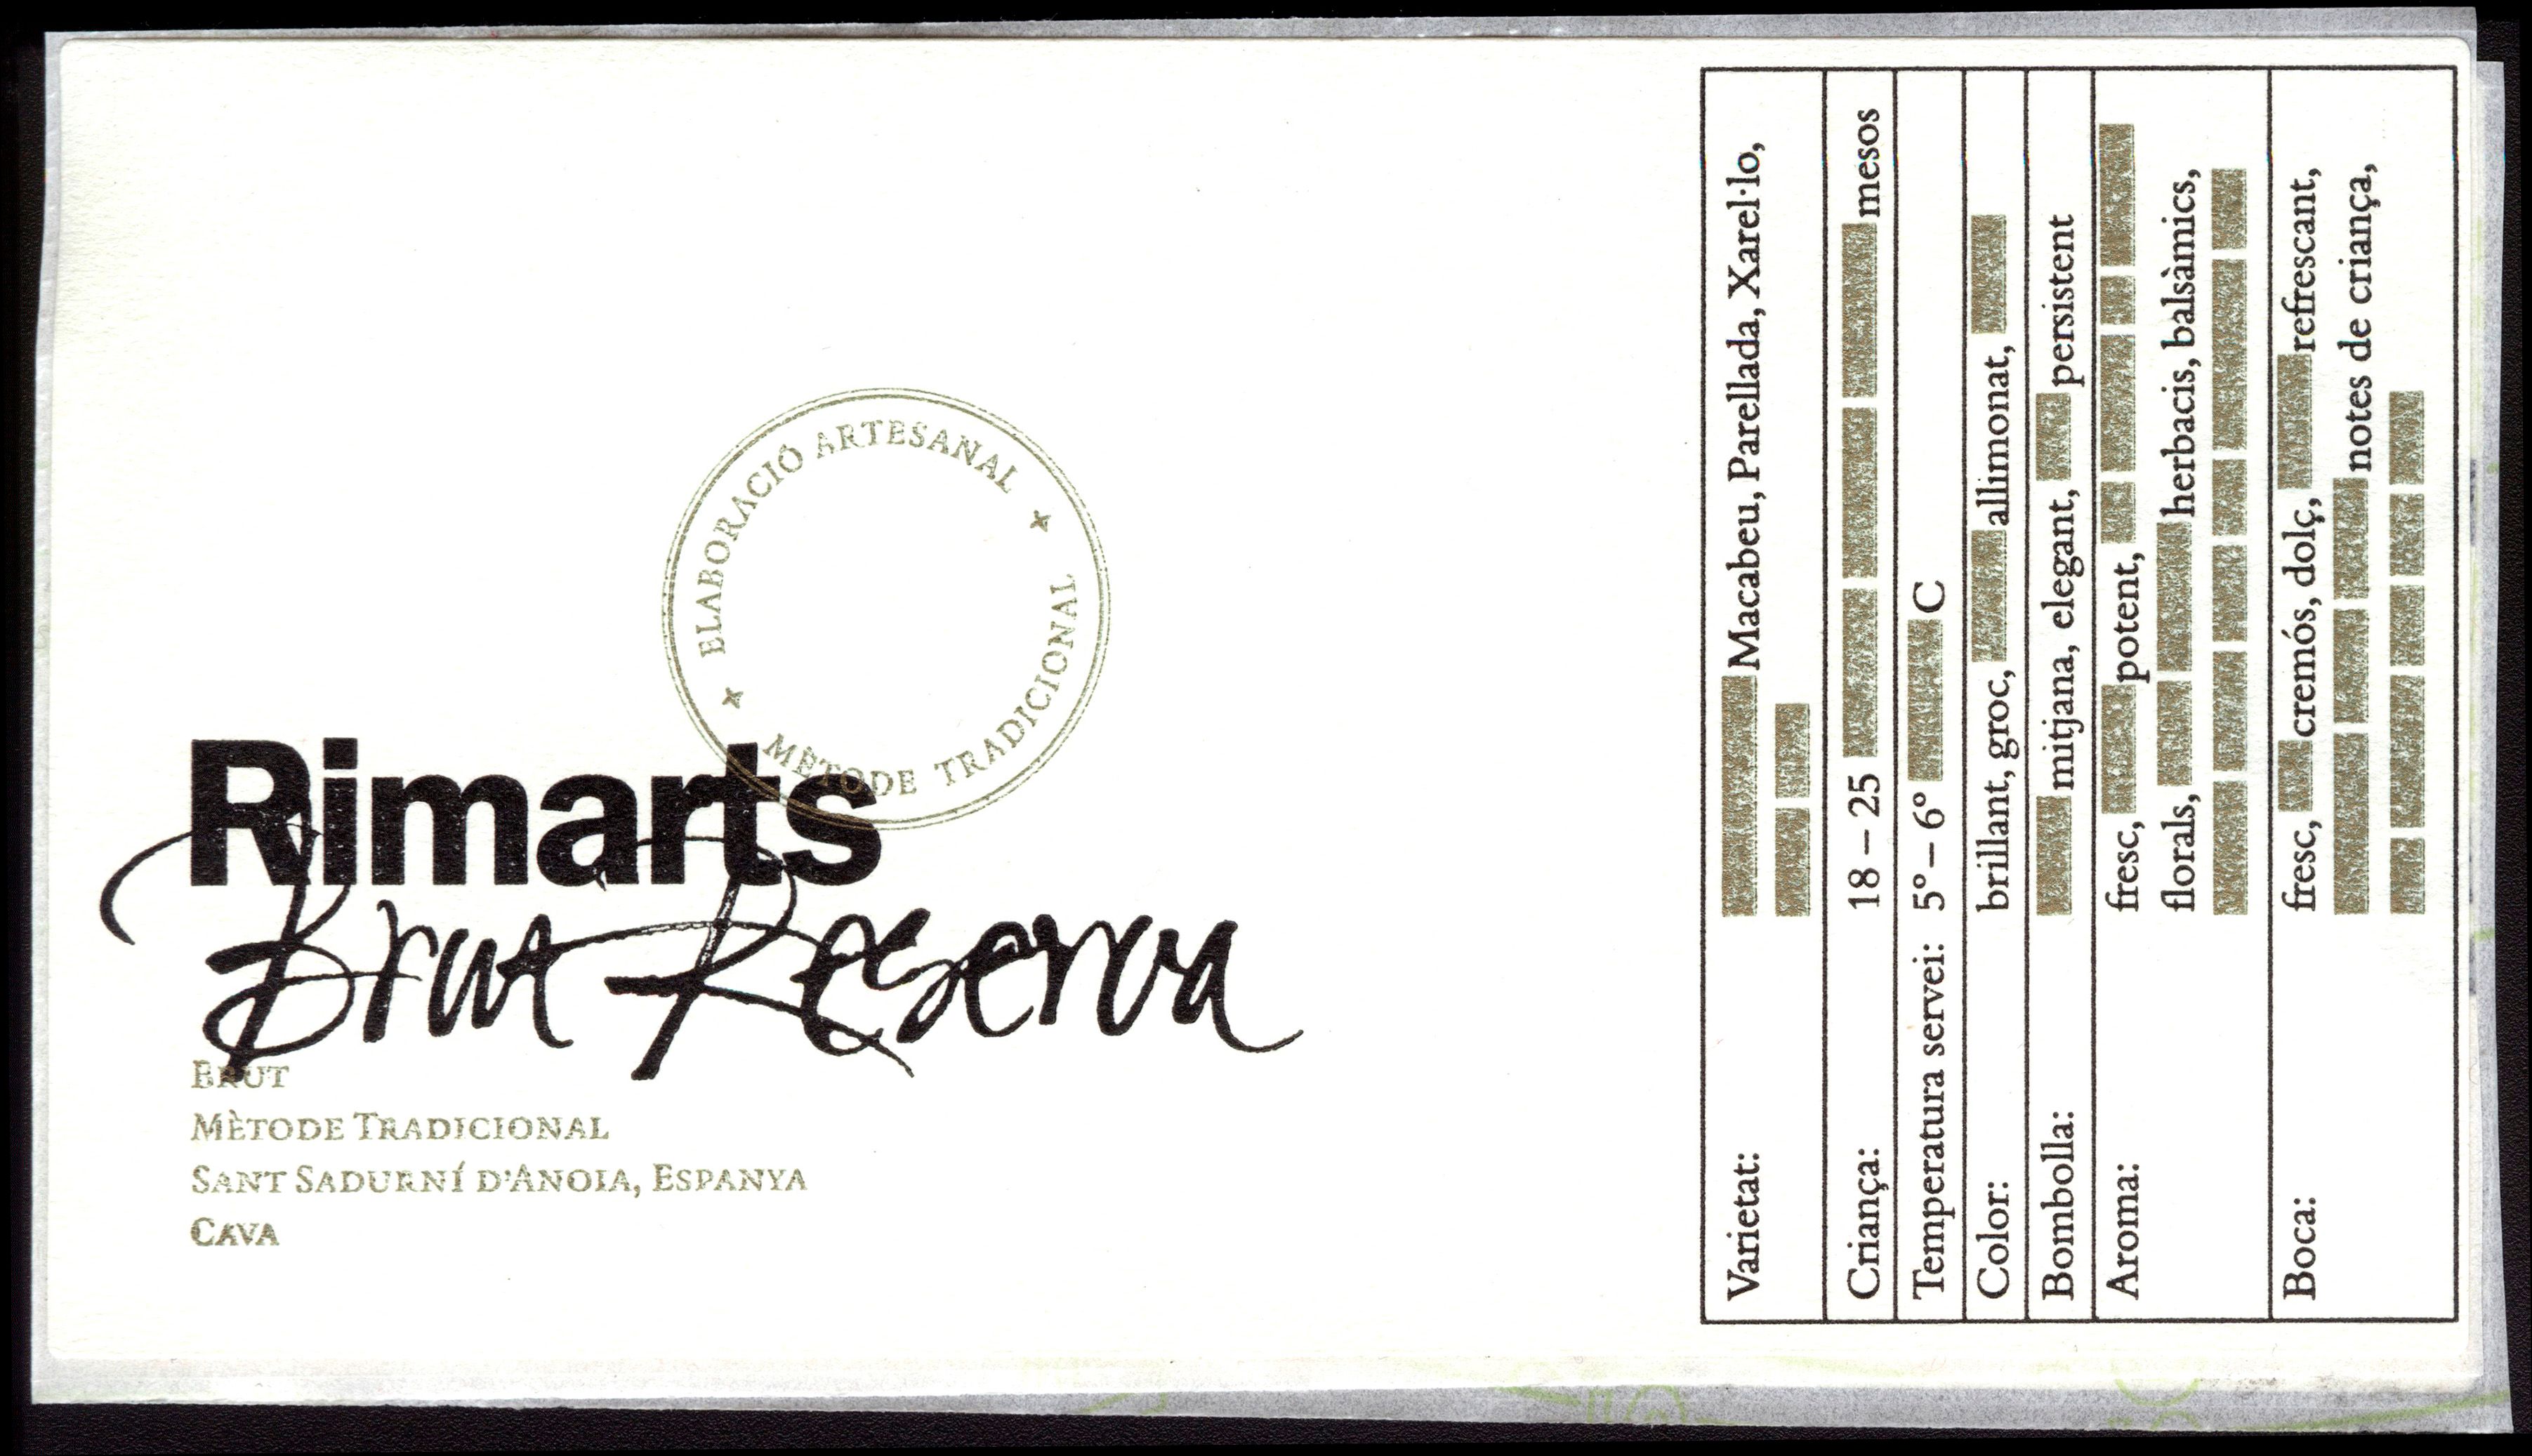 ELABORACIÓ ARTESANAL
MÈTODE TRADICIONAL
Rimarts
Brut Reserva
BRUT
MÈTODE TRADICIONAL
SANT SADURNÍ D'ANOIA, ESPANYA
CAVA
Varietat: Macabeu, Parellada, Xarel·lo,
Criança: 18 – 25 mesos
Temperatura servei: 5º – 6º C
Color: brillant, groc, allimonat,
Bombolla: mitjana, elegant, persistent
Aroma: fresc, potent,
florals, herbacis, balsàmics,
Boca: fresc, cremós, dolç, refrescant,
notes de criança,